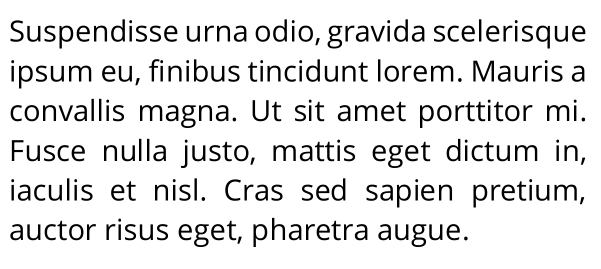 Suspendisse urna odio, gravida scelerisque
ipsum eu, finibus tincidunt lorem. Mauris a
convallis magna. Ut sit amet porttitor mi.
Fusce nulla justo, mattis eget dictum in,
iaculis et nisl. Cras sed sapien pretium,
auctor risus eget, pharetra augue.